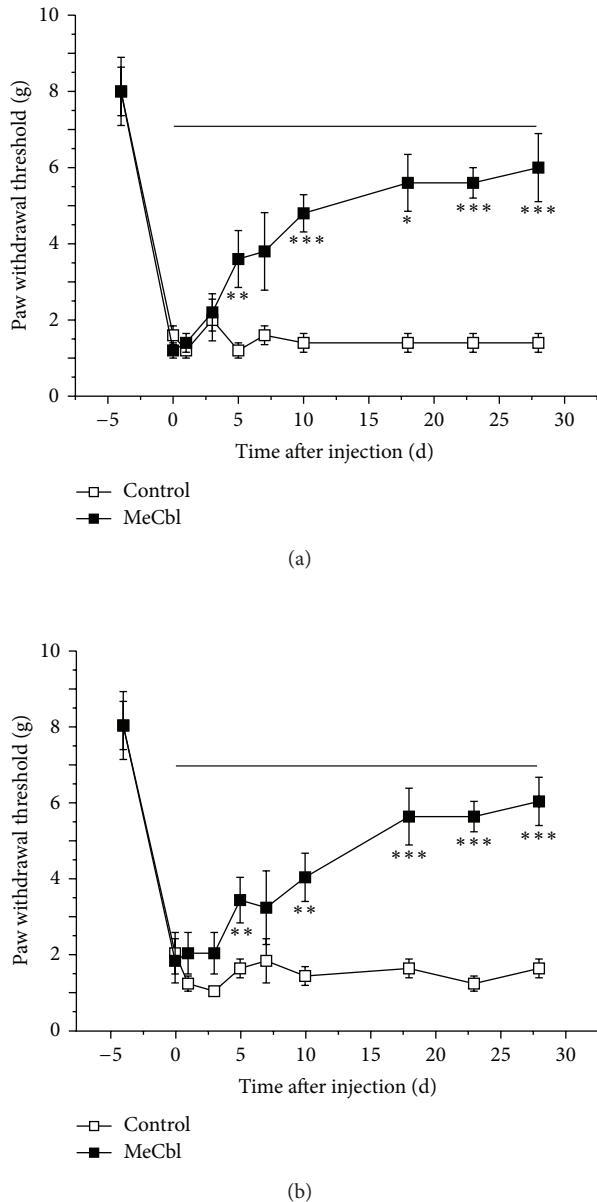 10
8
6
4
2
0
Paw withdrawal threshold (g)
** *** * *** ***
−5 0 5 10 15 20 25 30
Time after injection (d)
Control
MeCbl
(a)
10
8
6
4
2
0
Paw withdrawal threshold (g)
** ** *** *** ***
−5 0 5 10 15 20 25 30
Time after injection (d)
Control
MeCbl
(b)